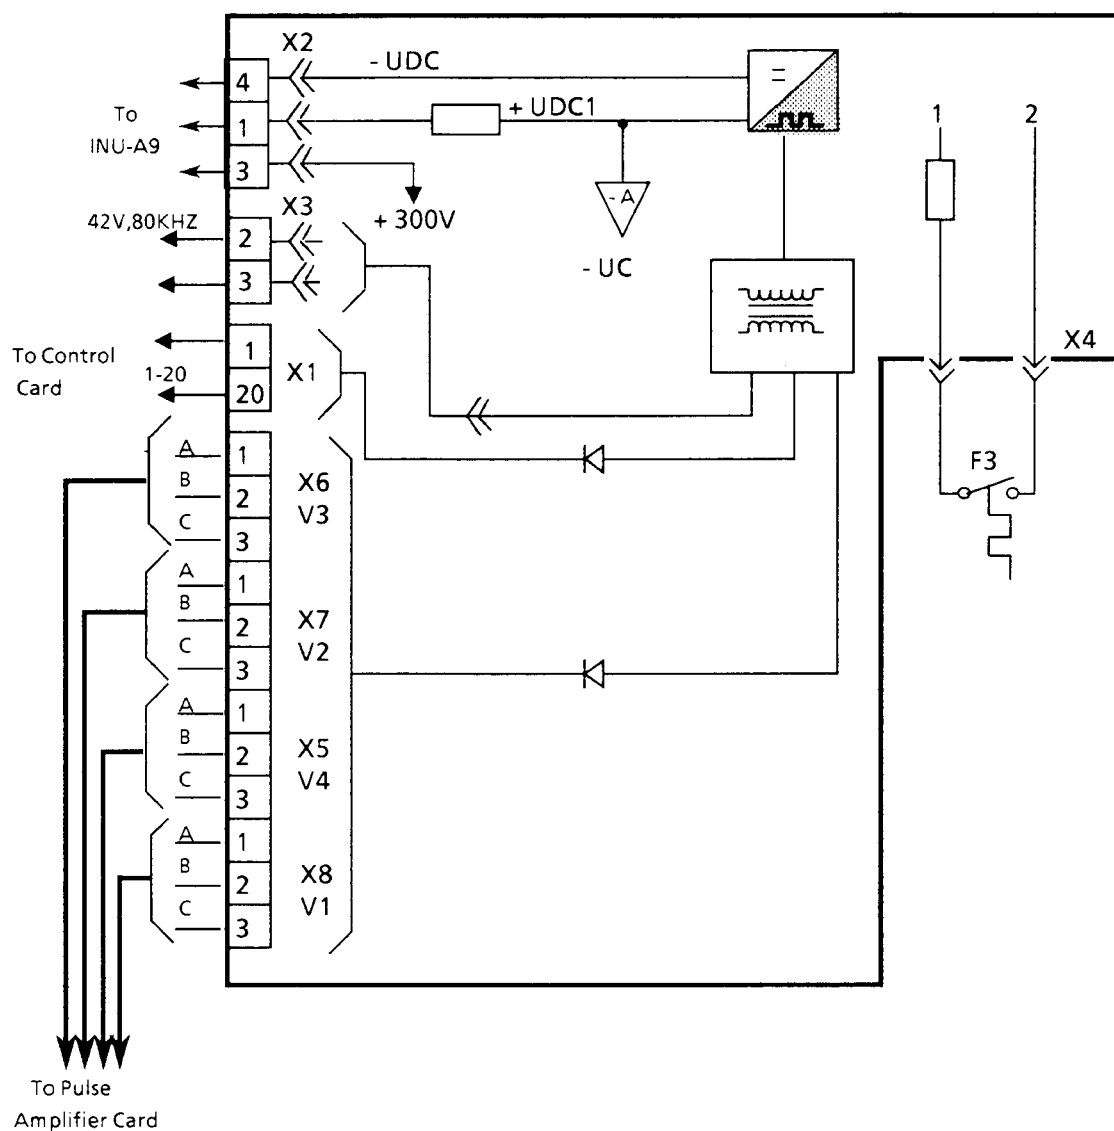 X2
4
- UDC
=
To
INU-A9
1
+ UDC1
1
2
3
- A
X3
42V,80KHZ
2
+ 300V
3
- UC
X4
To Control
Card
1
X1
1-20
20
F3
A
1
B
2
X6
V3
C
3
A
1
B
2
X7
V2
C
3
A
1
B
2
X5
V4
C
3
A
1
B
2
X8
V1
C
3
To Pulse
Amplifier Card